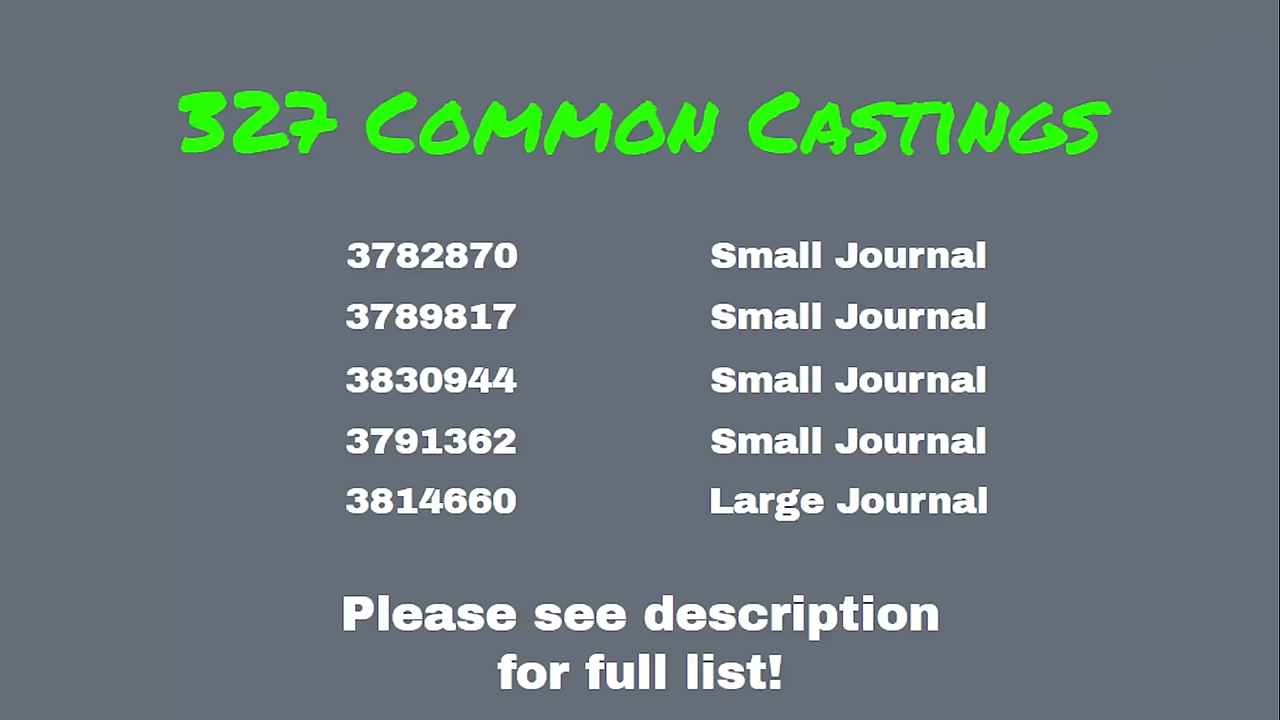 327 Common Castings
3782870 Small Journal
3789817 Small Journal
3830944 Small Journal
3791362 Small Journal
3814660 Large Journal
Please see description
for full list!